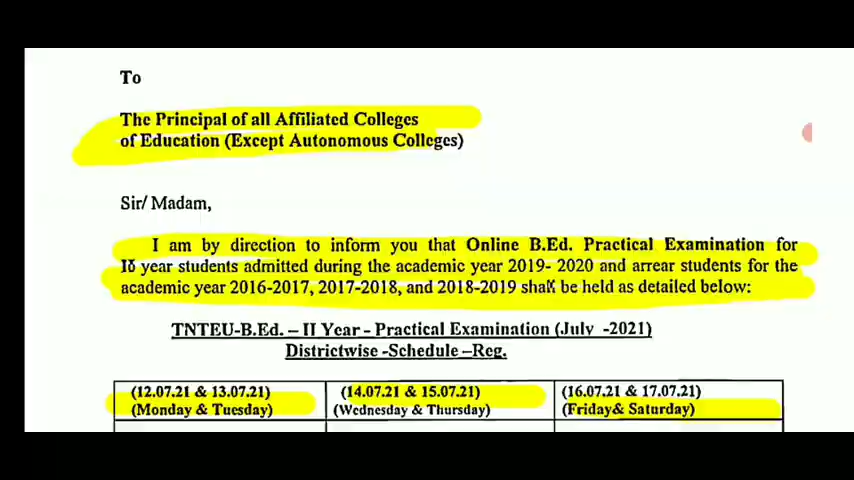 To
The Principal of all Affiliated Colleges
of Education (Except Autonomous Colleges)
Sir/ Madam,
I am by direction to inform you that Online B.Ed. Practical Examination for
year students admitted during the academic year 2019- 2020 and arrear students for the
academic year 2016-2017, 2017-2018, and 2018-2019 shall be held as detailed below:
TNTEU-B.Ed. – II Year - Practical Examination (July -2021)
Districtwise -Schedule –Reg.
(12.07.21 & 13.07.21)
(Monday & Tuesday)
(14.07.21 & 15.07.21)
(Wednesday & Thursday)
(16.07.21 & 17.07.21)
(Friday& Saturday)